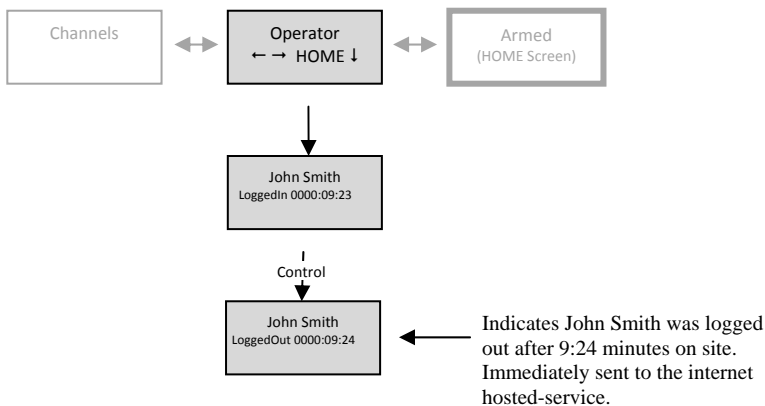 Channels
Operator
← → HOME ↓
Armed
(HOME Screen)
John Smith
LoggedIn 0000:09:23
Control
John Smith
LoggedOut 0000:09:24
Indicates John Smith was logged
out after 9:24 minutes on site.
Immediately sent to the internet
hosted-service.